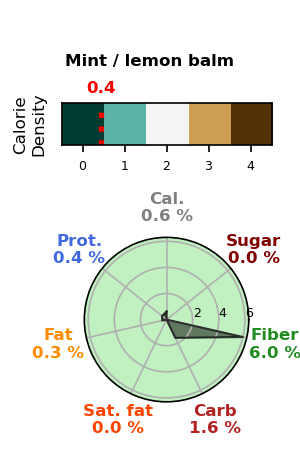 Mint / lemon balm
0.4
Calorie
Density
0 1 2 3 4
Cal.
0.6 %
Prot.
0.4 %
Sugar
0.0 %
2 4 6
Fat
0.3 %
Fiber
6.0 %
Sat. fat
0.0 %
Carb
1.6 %